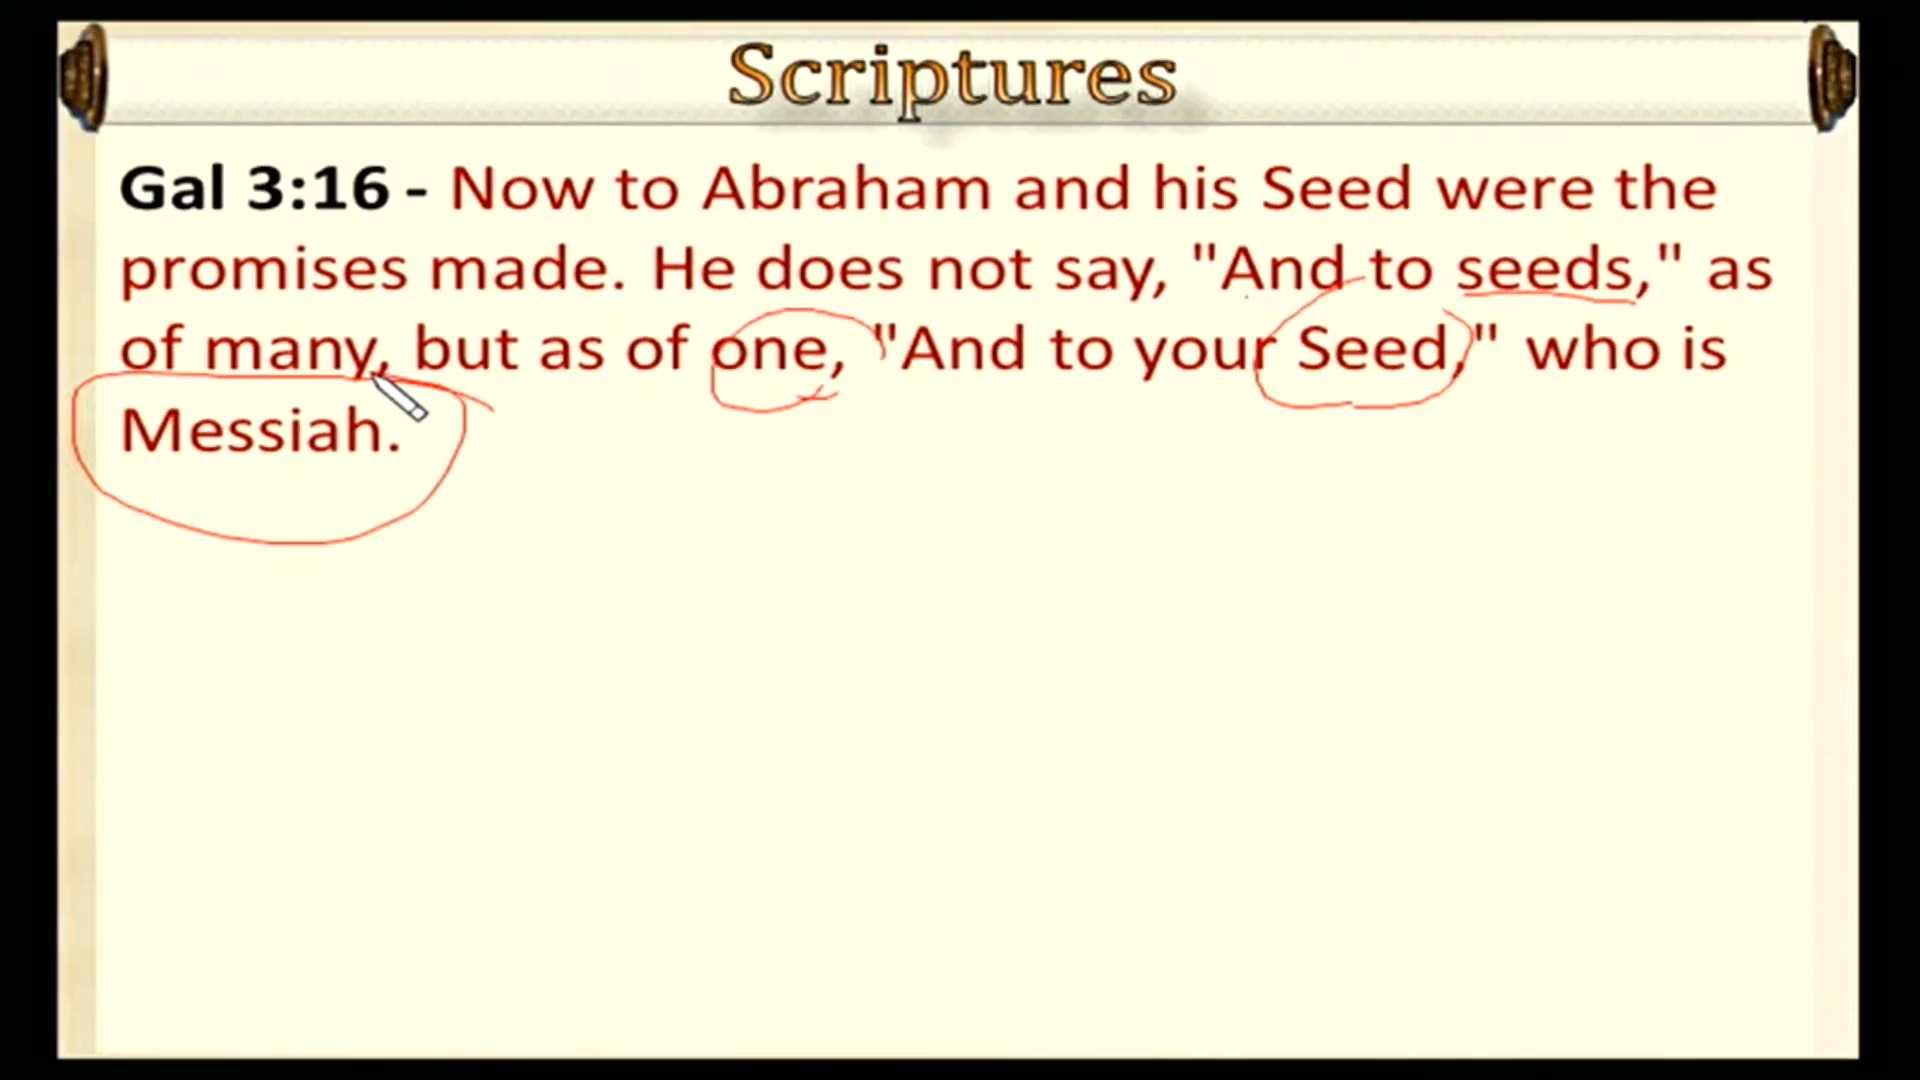 Scriptures
Gal 3:16 - Now to Abraham and his Seed were the
promises made. He does not say, "And to seeds," as
of many, but as of one, "And to your Seed," who is
Messiah.